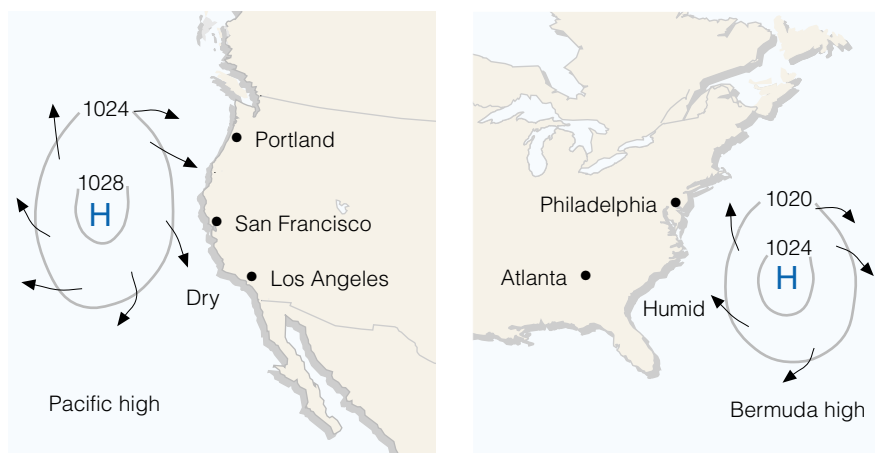 1024
Portland
1028
H
San Francisco
Los Angeles
Dry
Pacific high
Philadelphia
1020
1024
H
Atlanta
Humid
Bermuda high